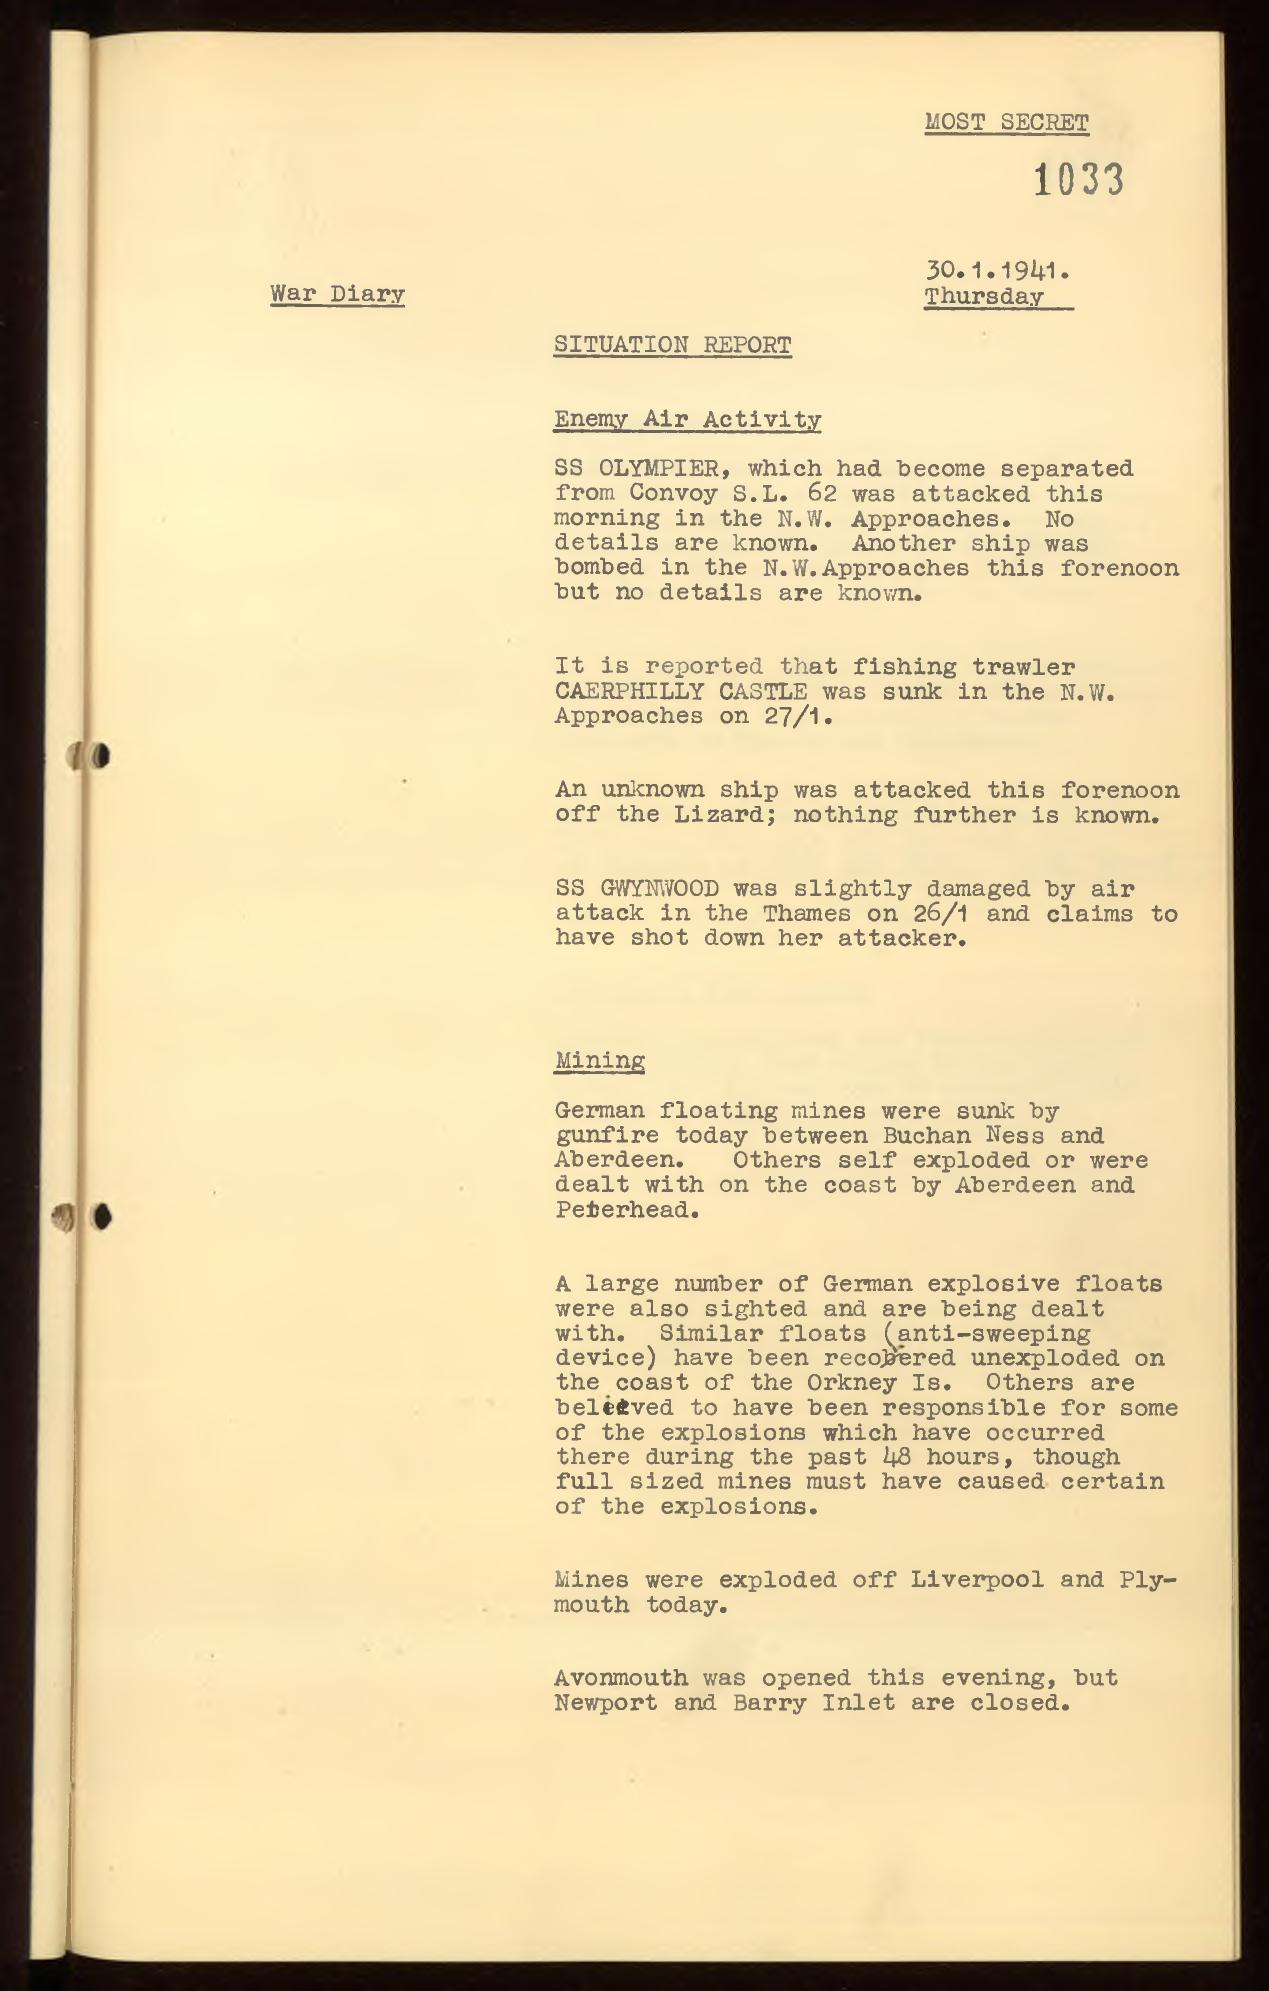 MOST SECRET
1033
30.1.1941.
War Diary
Thursday
SITUATION REPORT
Enemy Air Activity
SS OLYMPIER, which had become separated
from Convoy S.L. 62 was attacked this
morning in the N.W. Approaches. No
details are known. Another ship was
bombed in the N.W.Approaches this forenoon
but no details are known.
It is reported that fishing trawler
CAERPHILLY CASTLE was sunk in the N.W.
Approaches on 27/1.
An unknown ship was attacked this forenoon
off the Lizard; nothing further is known.
SS GWYNWOOD was slightly damaged by air
attack in the Thames on 26/1 and claims to
have shot down her attacker.
Mining
German floating mines were sunk by
gunfire today between Buchan Ness and
Aberdeen. Others self exploded or were
dealt with on the coast by Aberdeen and
Peterhead.
A large number of German explosive floats
were also sighted and are being dealt
with. Similar floats (anti-sweeping
device) have been recovered unexploded on
the coast of the Orkney Is. Others are
believed to have been responsible for some
of the explosions which have occurred
there during the past 48 hours, though
full sized mines must have caused certain
of the explosions.
Mines were exploded off Liverpool and Ply-
mouth today.
Avonmouth was opened this evening, but
Newport and Barry Inlet are closed.